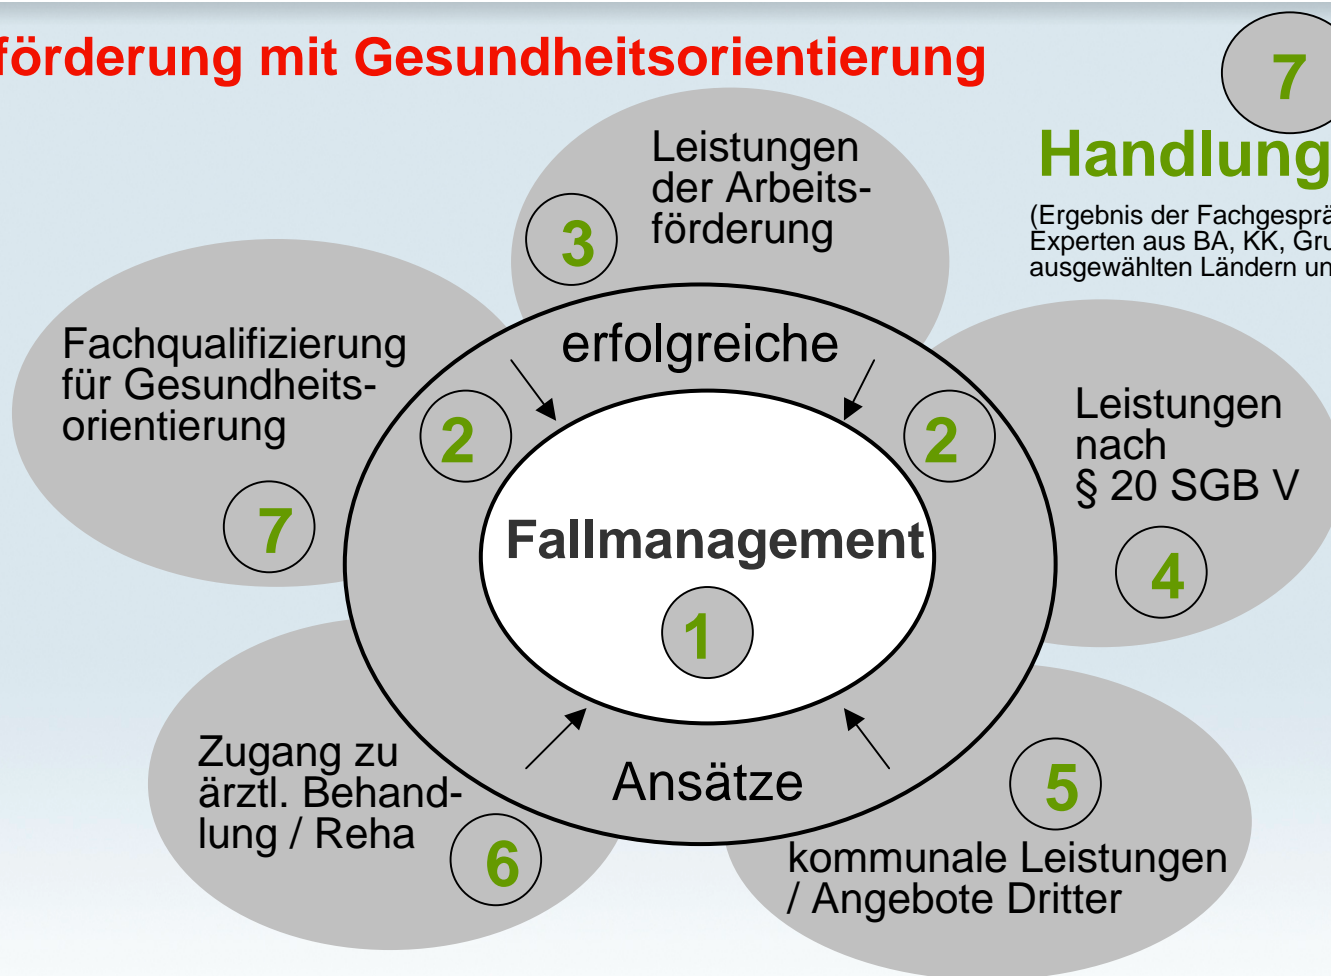 förderung mit Gesundheitsorientierung
7
Handlung
(Ergebnis der Fachgesprä
Experten aus BA, KK, Gru
ausgewählten Ländern un
Leistungen
der Arbeits-
förderung
3
erfolgreiche
Fachqualifizierung
für Gesundheits-
orientierung
7
2
2
Leistungen
nach
§ 20 SGB V
4
Fallmanagement
1
Zugang zu
ärztl. Behand-
lung / Reha
6
Ansätze
5
kommunale Leistungen
/ Angebote Dritter